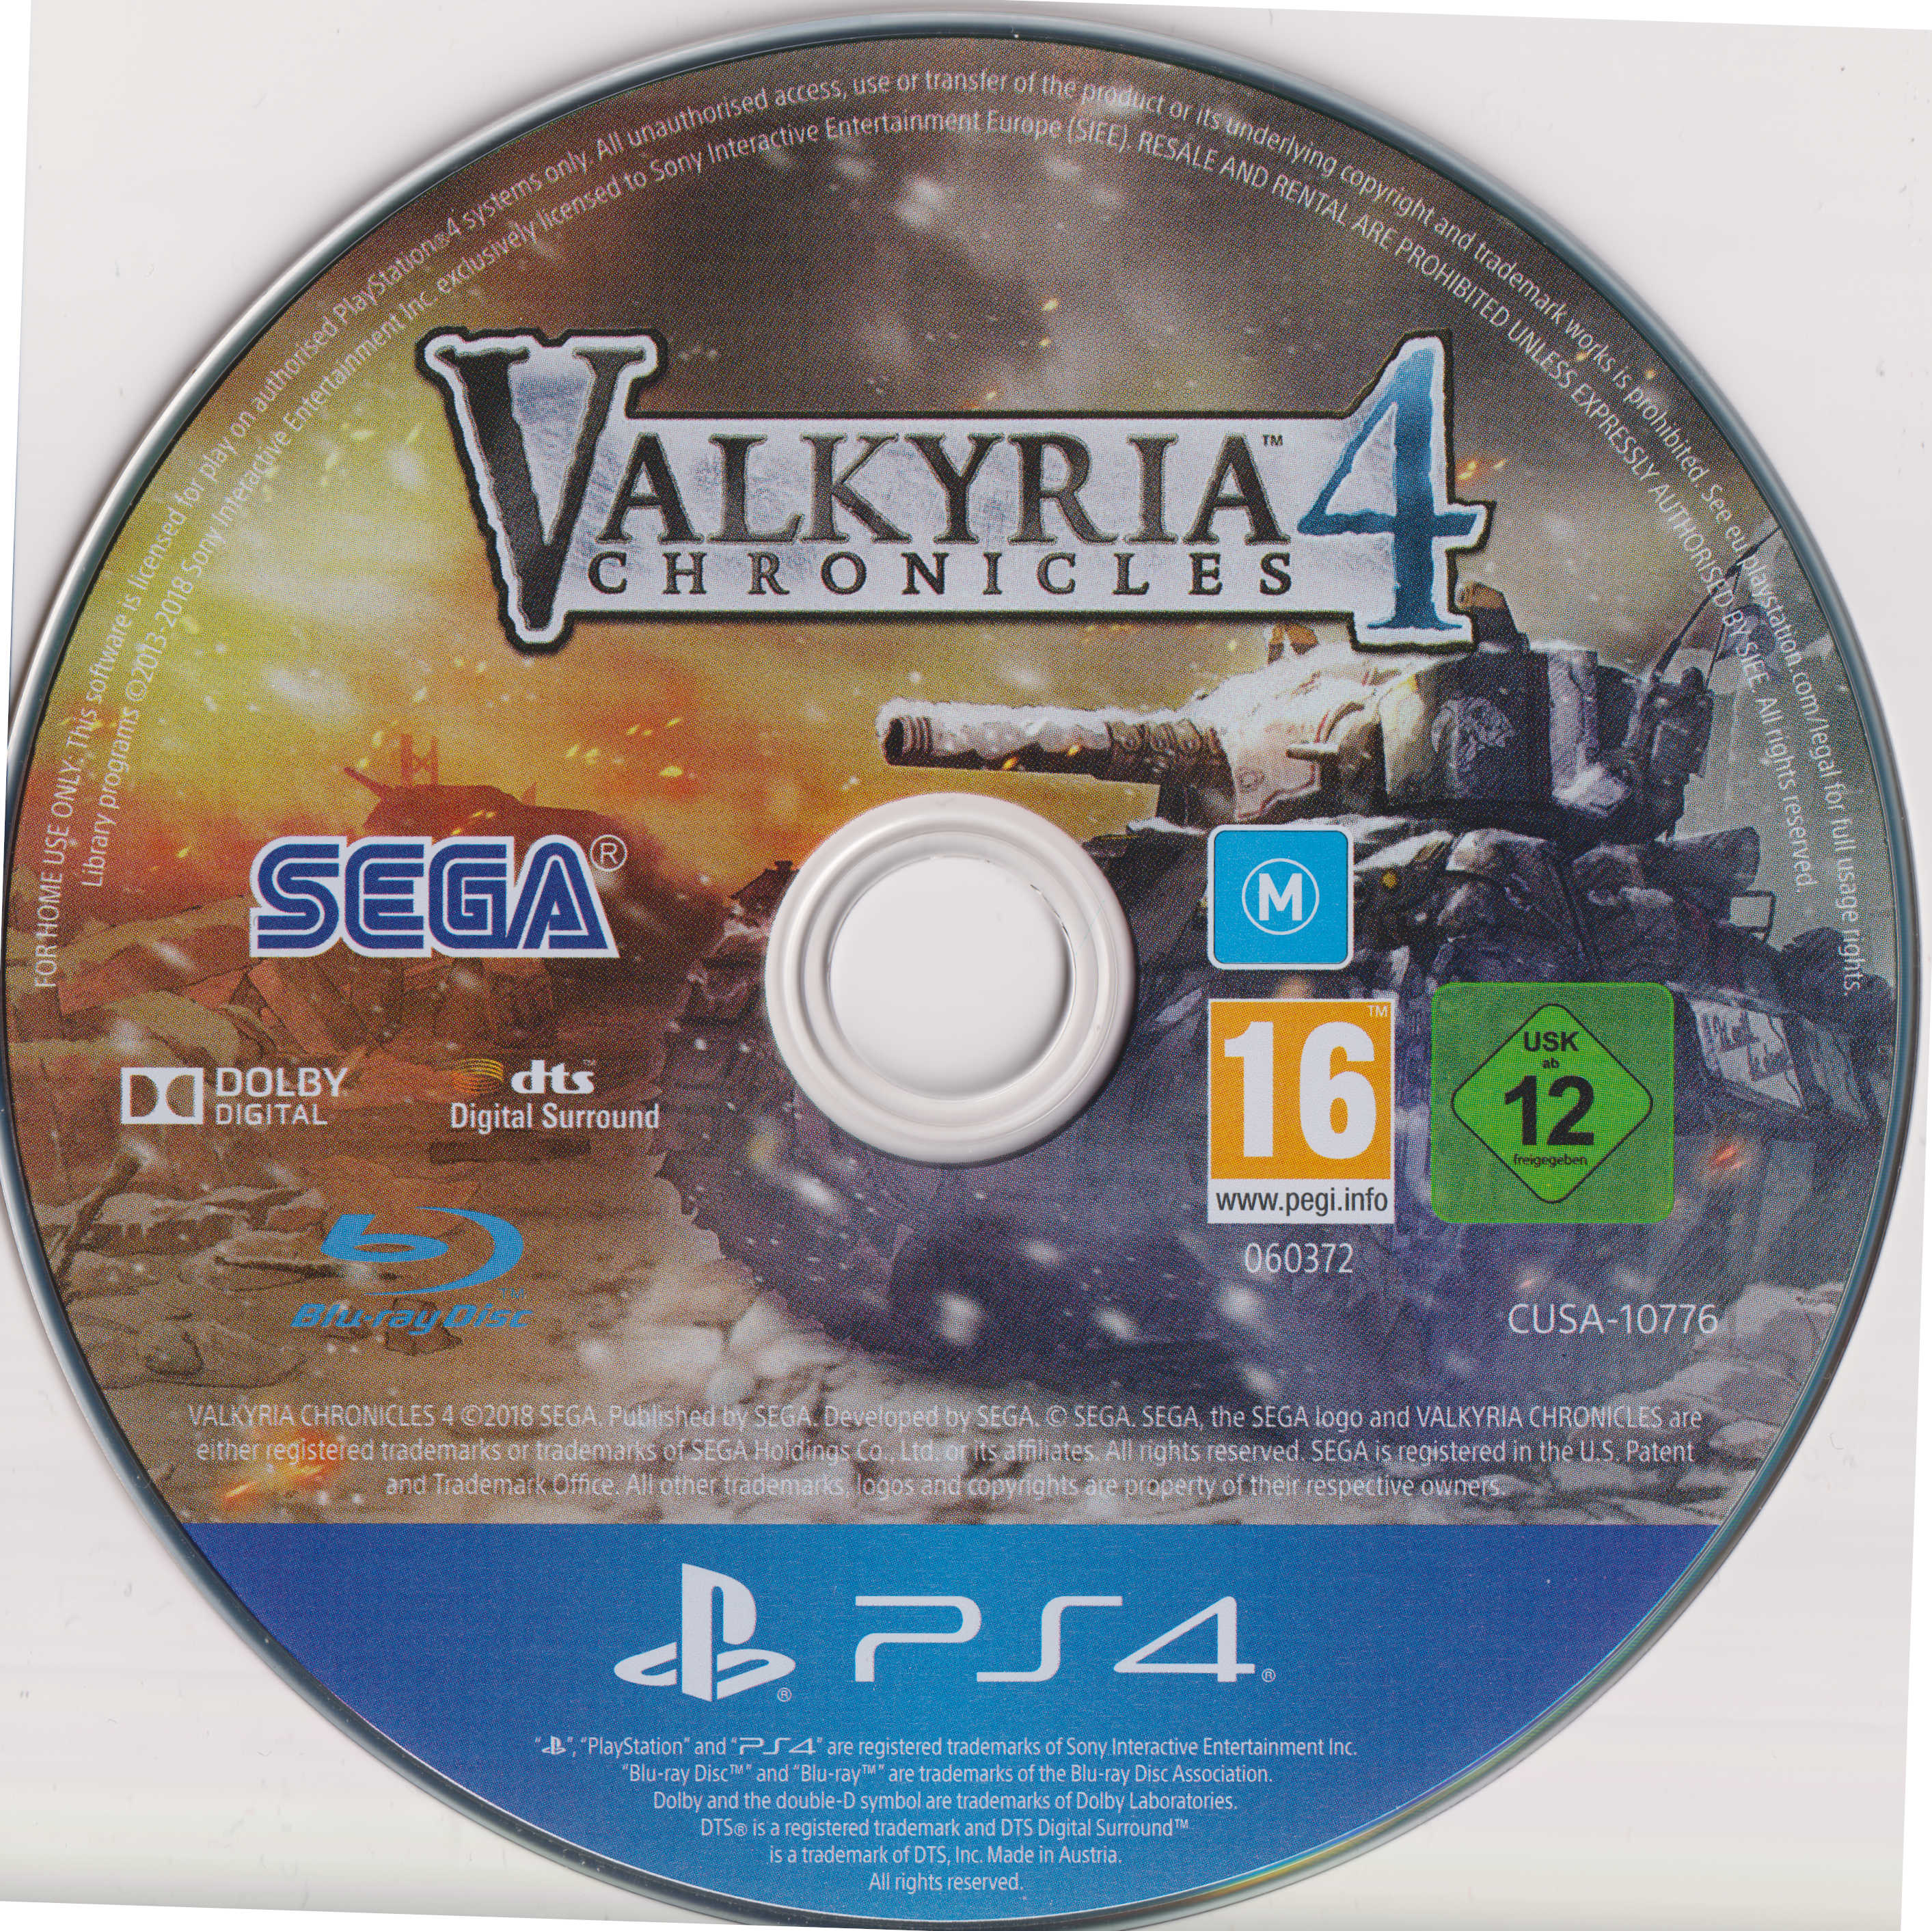 FOR HOME USE ONLY. This software is licensed for play on authorised PlayStation®4 systems only. All unauthorised access, use or transfer of the product or its underlying copyright and trademark works is prohibited. See eu.playstation.com/legal for full usage rights.
Library programs ©2013-2018 Sony Interactive Entertainment Inc. exclusively licensed to Sony Interactive Entertainment Europe (SIEE). RESALE AND RENTAL ARE PROHIBITED UNLESS EXPRESSLY AUTHORISED BY SIEE. All rights reserved.
VALKYRIA™ 4
CHRONICLES
SEGA®
M
DOLBY
DIGITAL
dts™
Digital Surround
16™
www.pegi.info
USK
ab
12
freigegeben
060372
Blu-ray Disc™
CUSA-10776
VALKYRIA CHRONICLES 4 ©2018 SEGA. Published by SEGA. Developed by SEGA. © SEGA. SEGA, the SEGA logo and VALKYRIA CHRONICLES are
either registered trademarks or trademarks of SEGA Holdings Co., Ltd. or its affiliates. All rights reserved. SEGA is registered in the U.S. Patent
and Trademark Office. All other trademarks, logos and copyrights are property of their respective owners.
® PS4®
“ ”, “PlayStation” and “PS4” are registered trademarks of Sony Interactive Entertainment Inc.
“Blu-ray Disc™” and “Blu-ray™” are trademarks of the Blu-ray Disc Association.
Dolby and the double-D symbol are trademarks of Dolby Laboratories.
DTS® is a registered trademark and DTS Digital Surround™
is a trademark of DTS, Inc. Made in Austria.
All rights reserved.